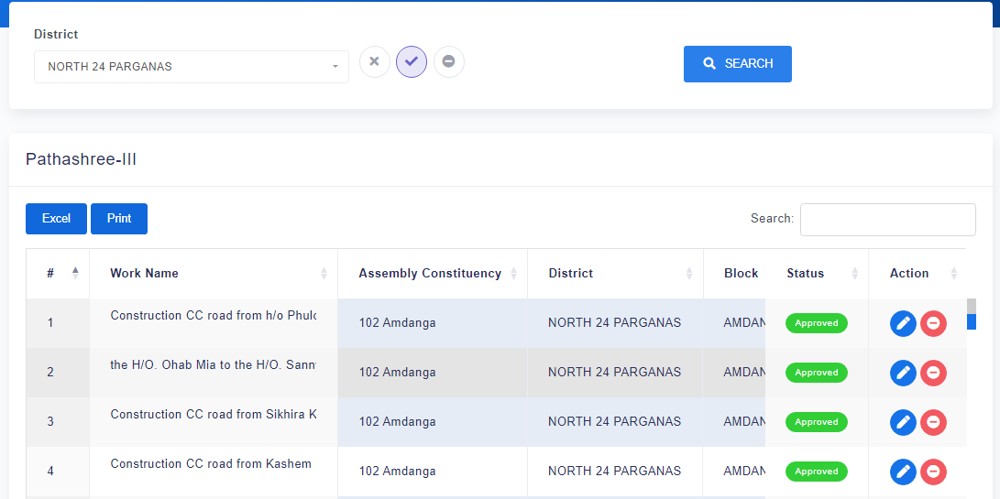 District
NORTH 24 PARGANAS
SEARCH
Pathashree-III
Excel Print Search:
# Work Name Assembly Constituency District Block Status Action
1 Construction CC road from h/o 102 Amdanga NORTH 24 PARGANAS AMDAN Approved
2 the H/O. Ohab Mia to the H/O. 102 Amdanga NORTH 24 PARGANAS AMDAN Approved
3 Construction CC road from Sikhira K 102 Amdanga NORTH 24 PARGANAS AMDAN Approved
4 Construction CC road from Kashem 102 Amdanga NORTH 24 PARGANAS AMDAN Approved